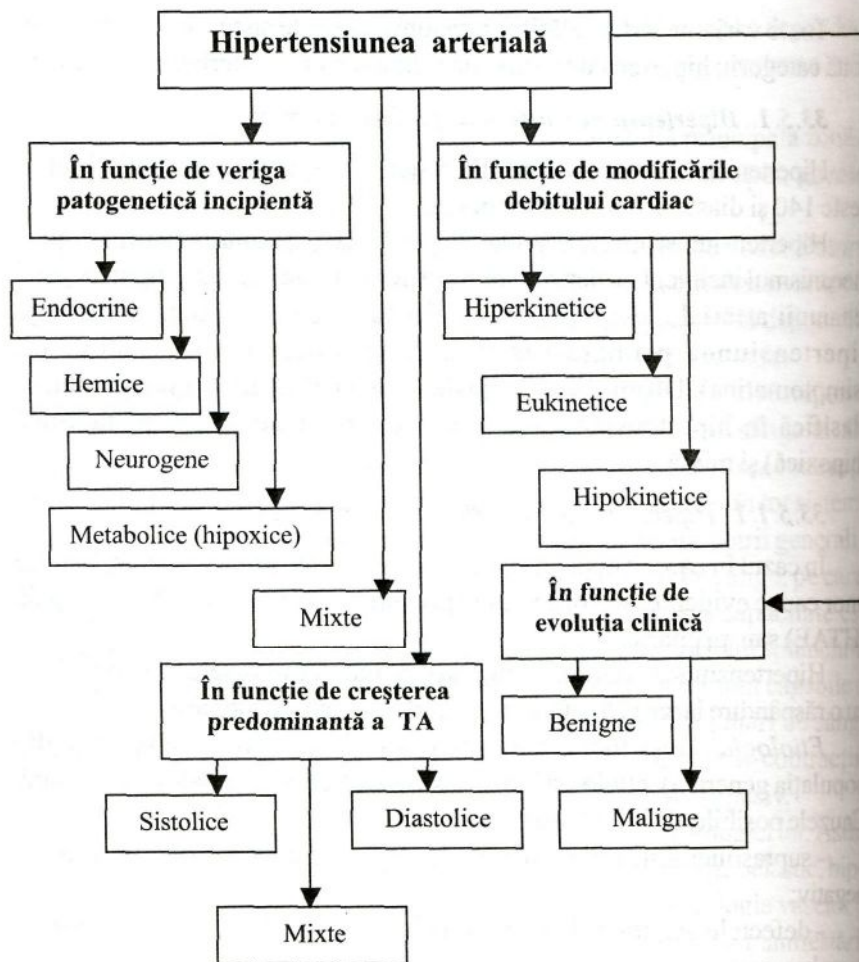 Hipertensiunea arterială
În funcție de veriga
patogenetică incipientă
În funcție de modificările
debitului cardiac
Endocrine
Hemice
Neurogene
Metabolice (hipoxice)
Mixte
Hiperkinetice
Eukinetice
Hipokinetice
În funcție de
evoluția clinică
Benigne
Maligne
În funcție de creșterea
predominantă a TA
Sistolice
Diastolice
Mixte